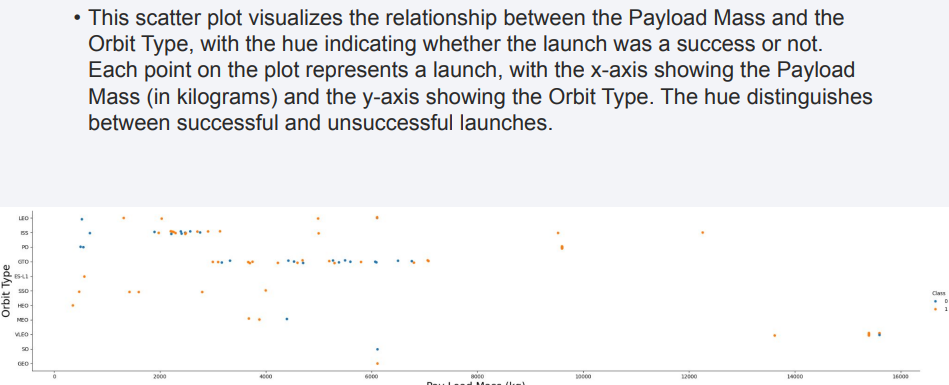 • This scatter plot visualizes the relationship between the Payload Mass and the
Orbit Type, with the hue indicating whether the launch was a success or not.
Each point on the plot represents a launch, with the x-axis showing the Payload
Mass (in kilograms) and the y-axis showing the Orbit Type. The hue distinguishes
between successful and unsuccessful launches.
Orbit Type
LEO
ISS
PO
GTO
ES-L1
SSO
HEO
MEO
VLEO
SO
GEO
Class
0
1
0 2000 4000 6000 8000 10000 12000 14000 16000
Pay Load Mass (kg)